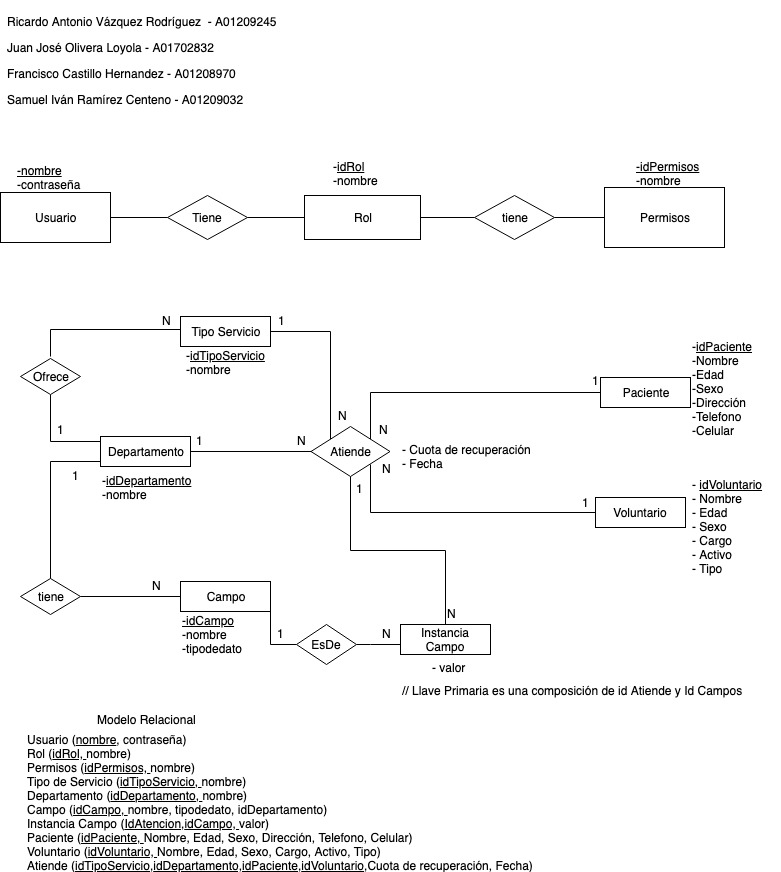 Ricardo Antonio Vázquez Rodríguez - A01209245
Juan José Olivera Loyola - A01702832
Francisco Castillo Hernandez - A01208970
Samuel Iván Ramírez Centeno - A01209032
-nombre
-contraseña
Usuario
Tiene
-idRol
-nombre
Rol
tiene
-idPermisos
-nombre
Permisos
N
Tipo Servicio
1
-idTipoServicio
-nombre
Ofrece
1
Departamento
1
-idDepartamento
-nombre
1
N
N
N
Atiende
N
1
- Cuota de recuperación
- Fecha
1
Paciente
-idPaciente
-Nombre
-Edad
-Sexo
-Dirección
-Telefono
-Celular
1
Voluntario
- idVoluntario
- Nombre
- Edad
- Sexo
- Cargo
- Activo
- Tipo
tiene
N
Campo
-idCampo
-nombre
-tipodedato
1
EsDe
N
N
Instancia
Campo
- valor
// Llave Primaria es una composición de id Atiende y Id Campos
Modelo Relacional
Usuario (nombre, contraseña)
Rol (idRol, nombre)
Permisos (idPermisos, nombre)
Tipo de Servicio (idTipoServicio, nombre)
Departamento (idDepartamento, nombre)
Campo (idCampo, nombre, tipodedato, idDepartamento)
Instancia Campo (IdAtencion,idCampo, valor)
Paciente (idPaciente, Nombre, Edad, Sexo, Dirección, Telefono, Celular)
Voluntario (idVoluntario, Nombre, Edad, Sexo, Cargo, Activo, Tipo)
Atiende (idTipoServicio,idDepartamento,idPaciente,idVoluntario,Cuota de recuperación, Fecha)